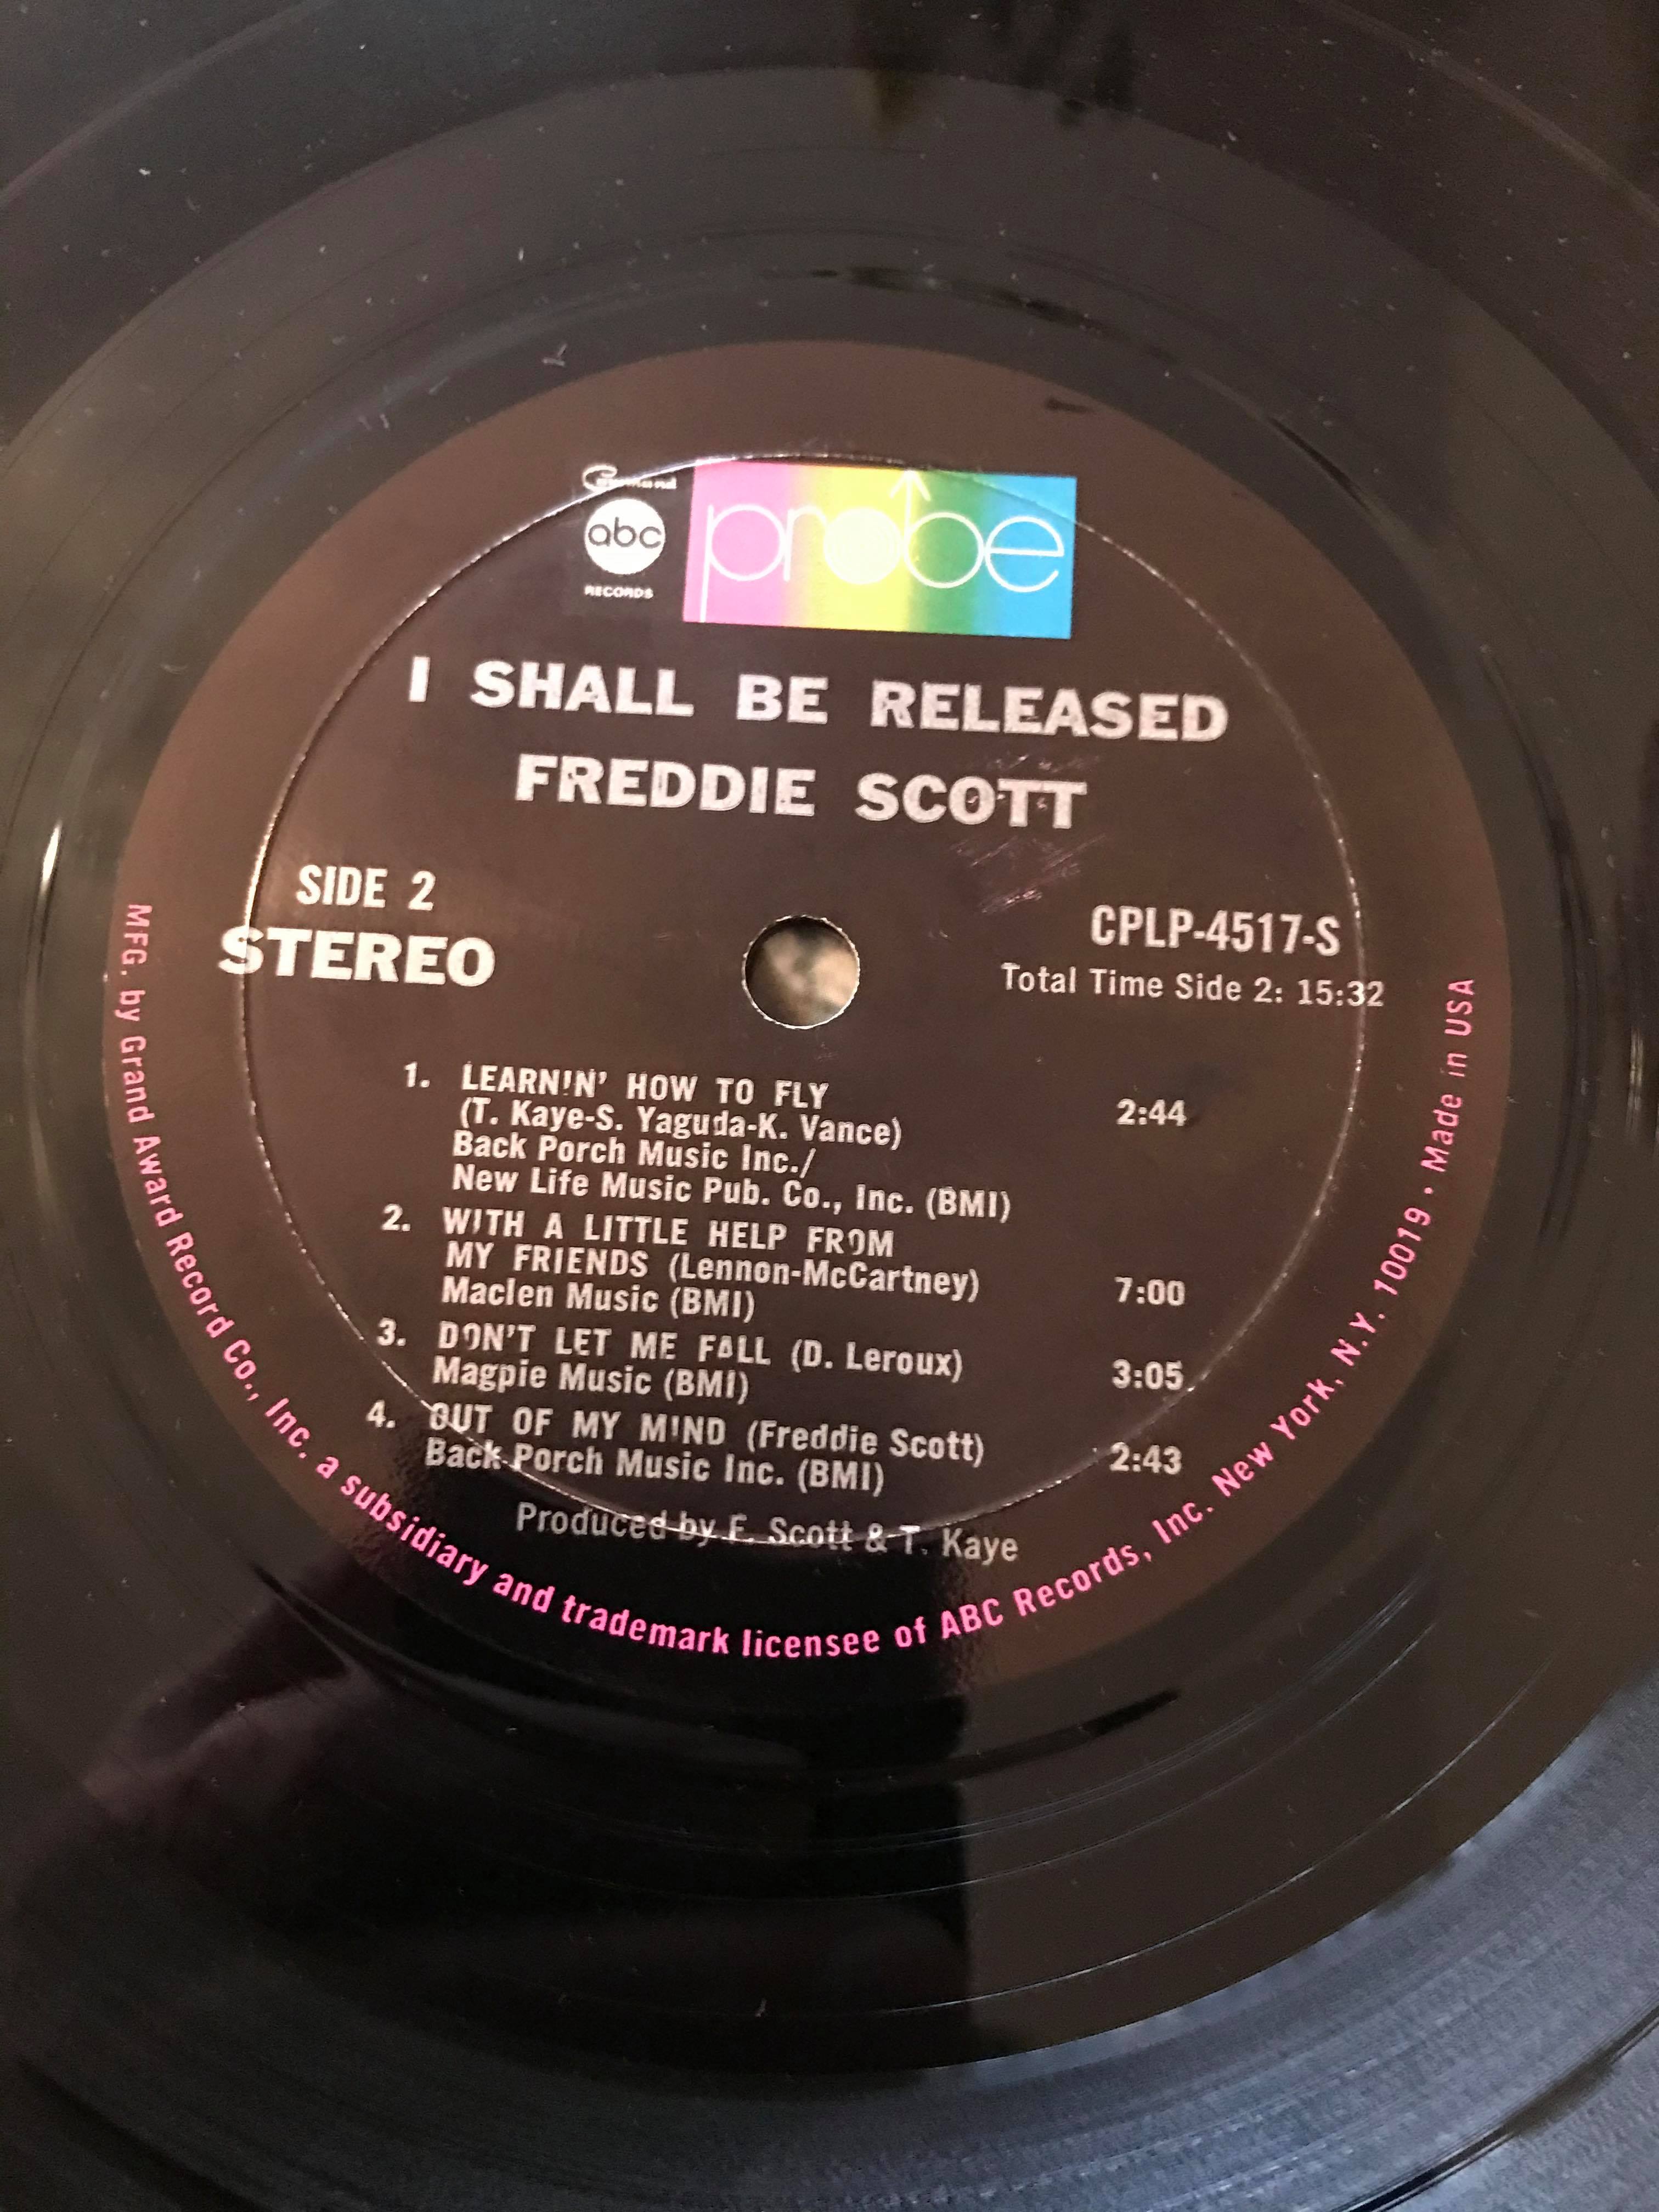 Command
abc
RECORDS
probe
I SHALL BE RELEASED
FREDDIE SCOTT
SIDE 2
STEREO
CPLP-4517-S
Total Time Side 2: 15:32
1. LEARNIN' HOW TO FLY 2:44
(T. Kaye-S. Yaguda-K. Vance)
Back Porch Music Inc./
New Life Music Pub. Co., Inc. (BMI)
2. WITH A LITTLE HELP FROM
MY FRIENDS (Lennon-McCartney) 7:00
Maclen Music (BMI)
3. DON'T LET ME FALL (D. Leroux) 3:05
Magpie Music (BMI)
4. OUT OF MY MIND (Freddie Scott) 2:43
Back Porch Music Inc. (BMI)
Produced by F. Scott & T. Kaye
MFG. by Grand Award Record Co., Inc. a subsidiary and trademark licensee of ABC Records, Inc. New York, N.Y. 10019 • Made in USA